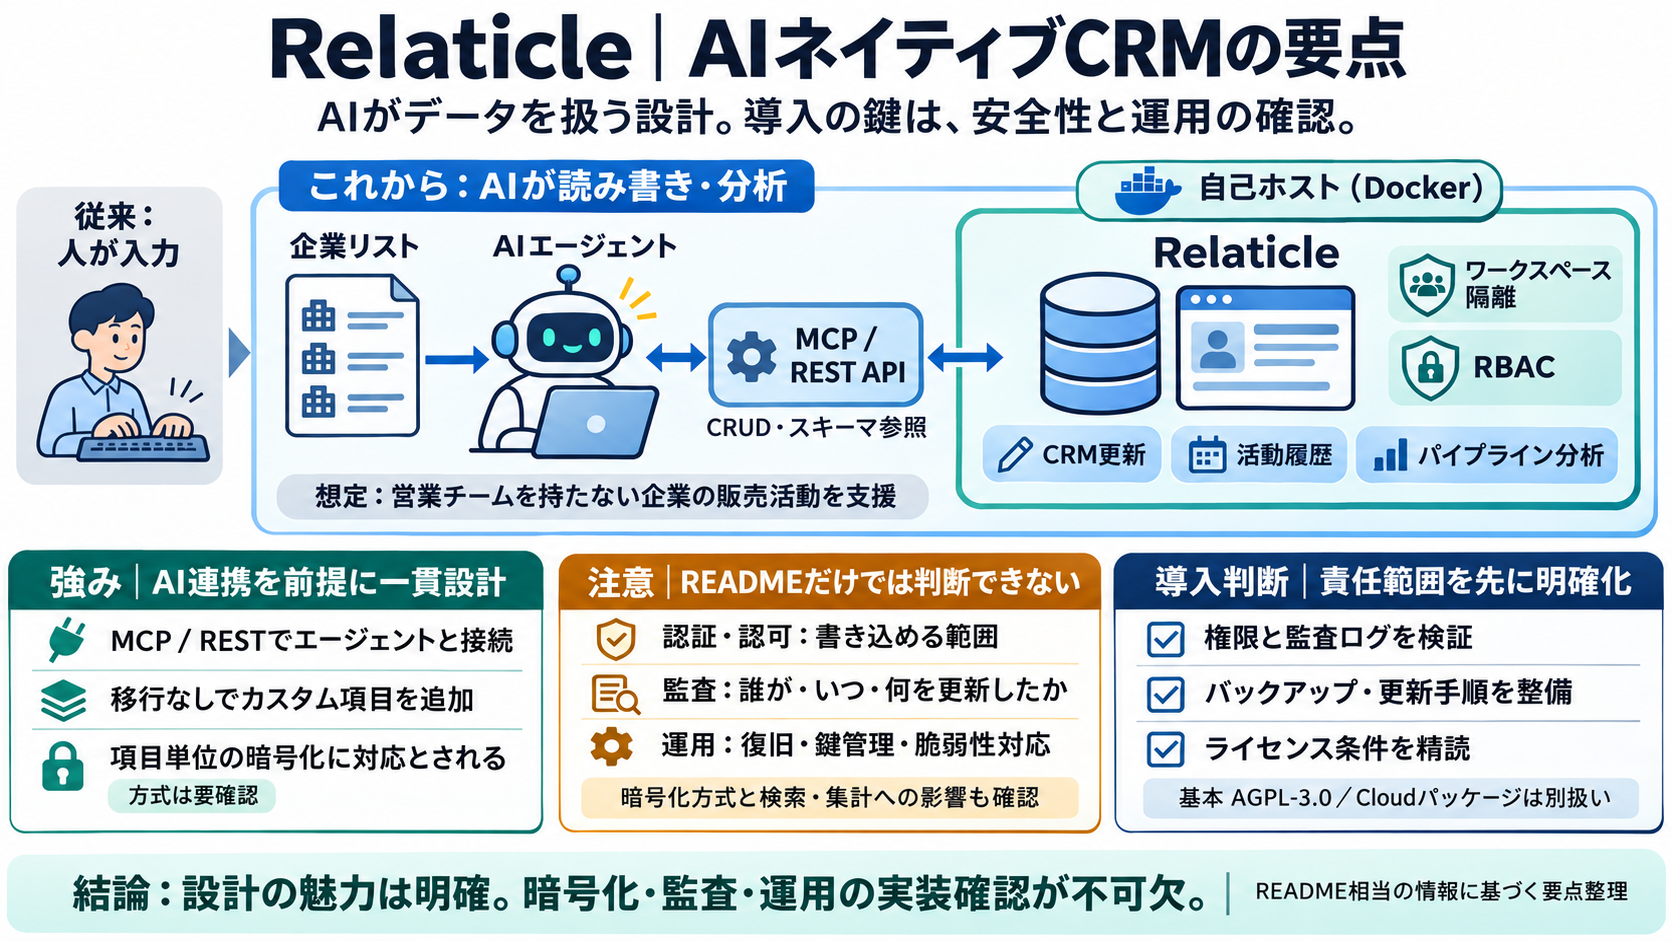 Relaticle｜AIネイティブCRMの要点
AIがデータを扱う設計。導入の鍵は、安全性と運用の確認。
従来：
人が入力
これから：AIが読み書き・分析
企業リスト
AIエージェント
MCP /
REST API
CRUD・スキーマ参照
想定：営業チームを持たない企業の販売活動を支援
自己ホスト（Docker）
Relaticle
ワークスペース
隔離
RBAC
CRM更新
活動履歴
パイプライン分析
強み｜AI連携を前提に一貫設計
MCP / RESTでエージェントと接続
移行なしでカスタム項目を追加
項目単位の暗号化に対応とされる
方式は要確認
注意｜READMEだけでは判断できない
認証・認可：書き込める範囲
監査：誰が・いつ・何を更新したか
運用：復旧・鍵管理・脆弱性対応
暗号化方式と検索・集計への影響も確認
導入判断｜責任範囲を先に明確化
権限と監査ログを検証
バックアップ・更新手順を整備
ライセンス条件を精読
基本 AGPL-3.0／Cloudパッケージは別扱い
結論：設計の魅力は明確。暗号化・監査・運用の実装確認が不可欠。
README相当の情報に基づく要点整理